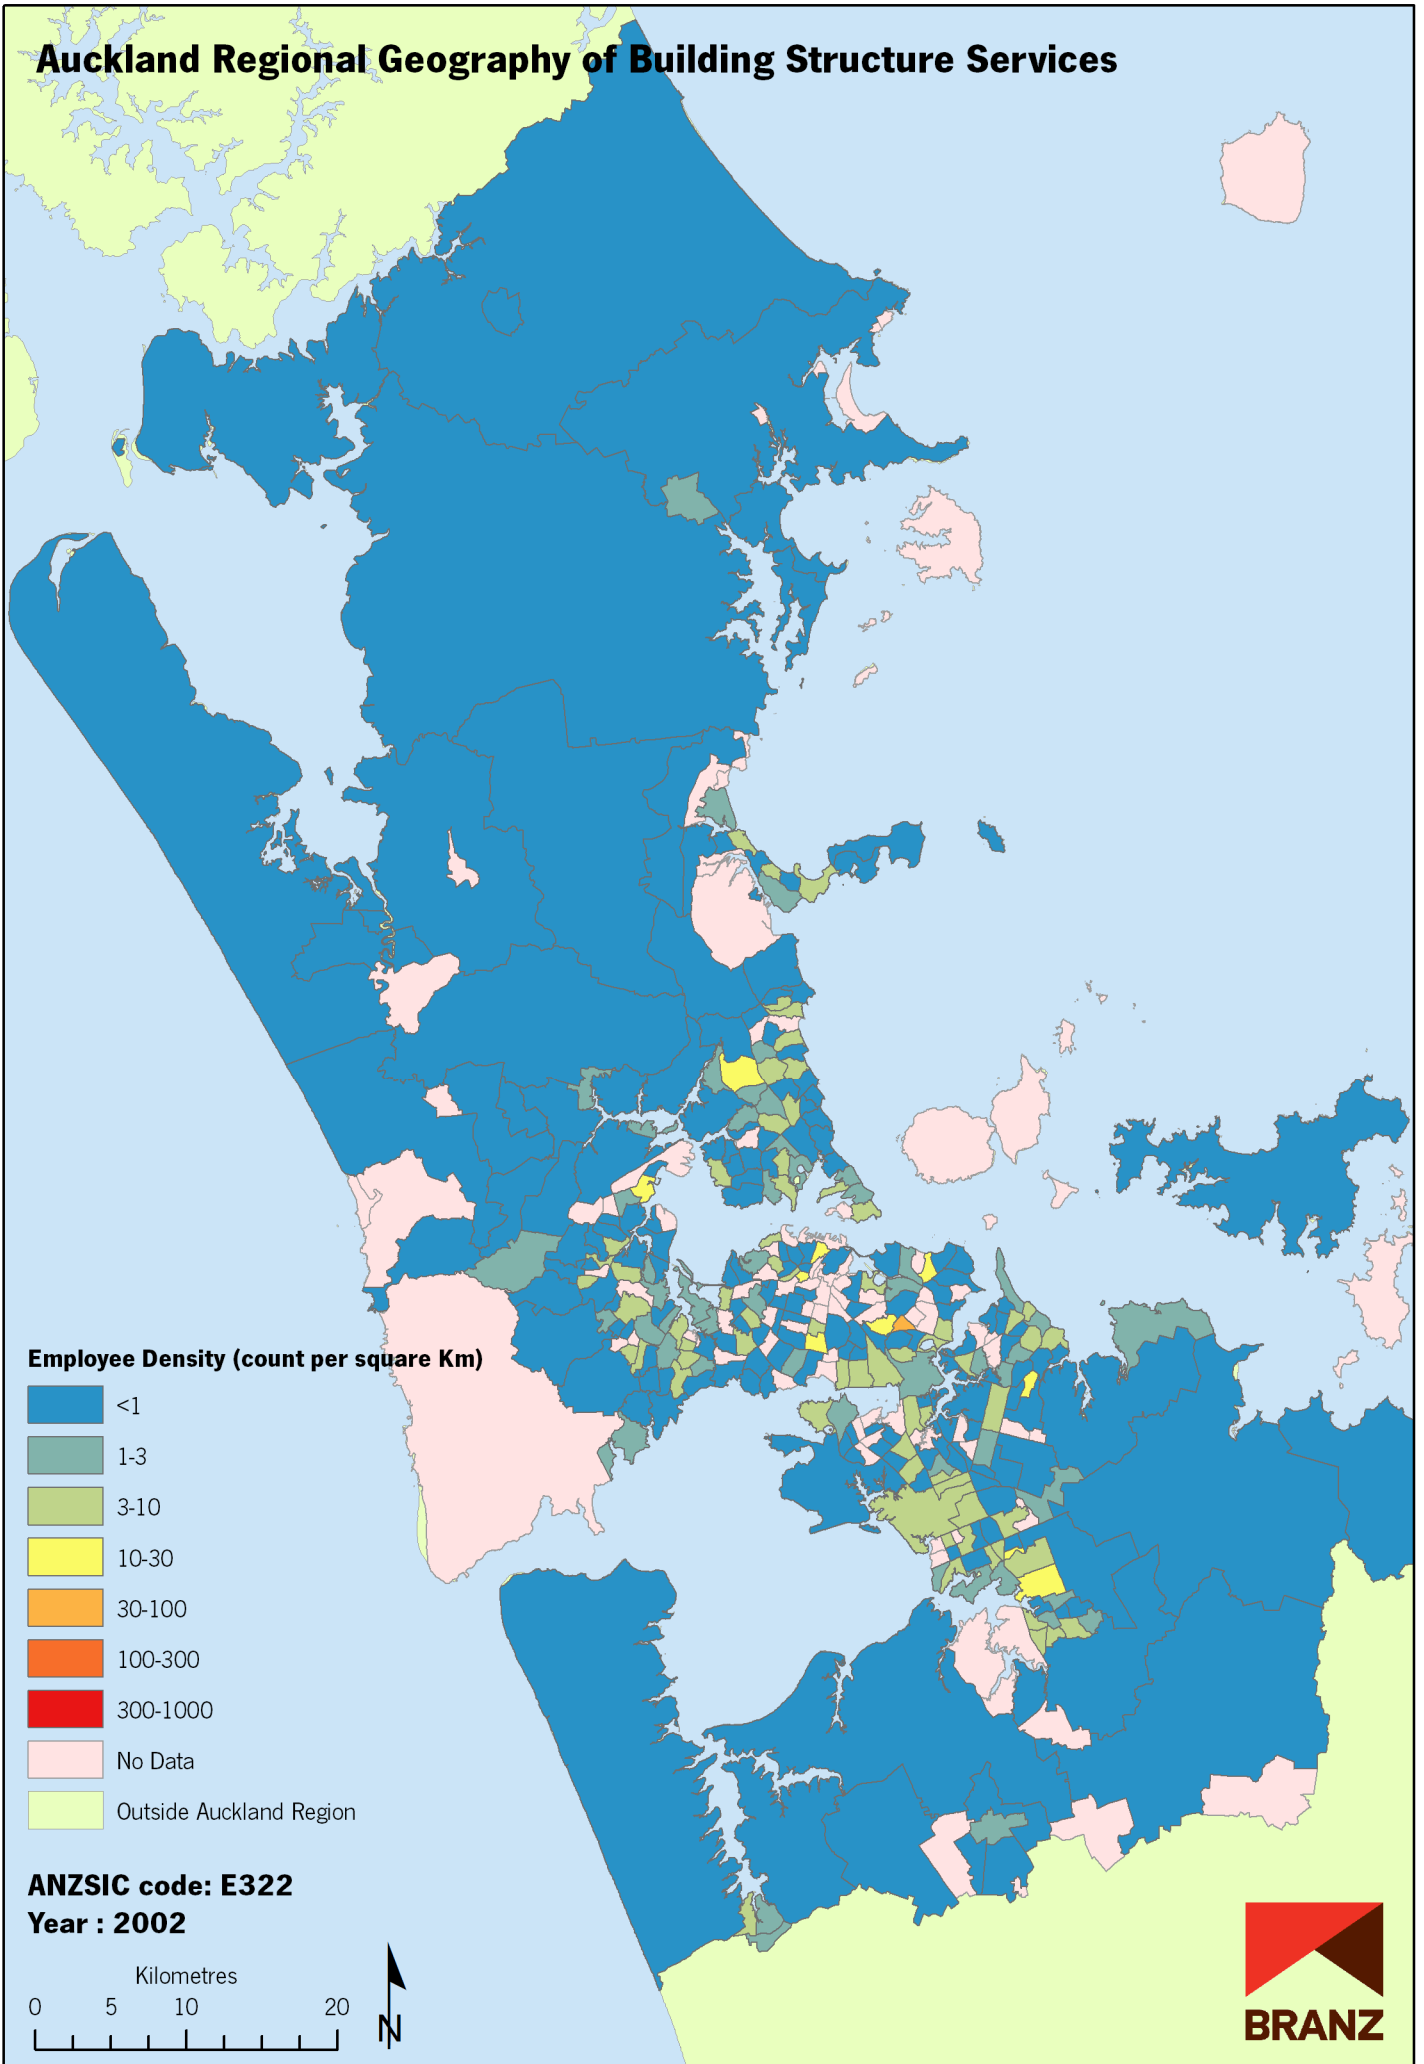 Auckland Regional Geography of Building Structure Services
Employee Density (count per square Km)
<1
1-3
3-10
10-30
30-100
100-300
300-1000
No Data
Outside Auckland Region
ANZSIC code: E322
Year : 2002
Kilometres
0 5 10 20
N
BRANZ